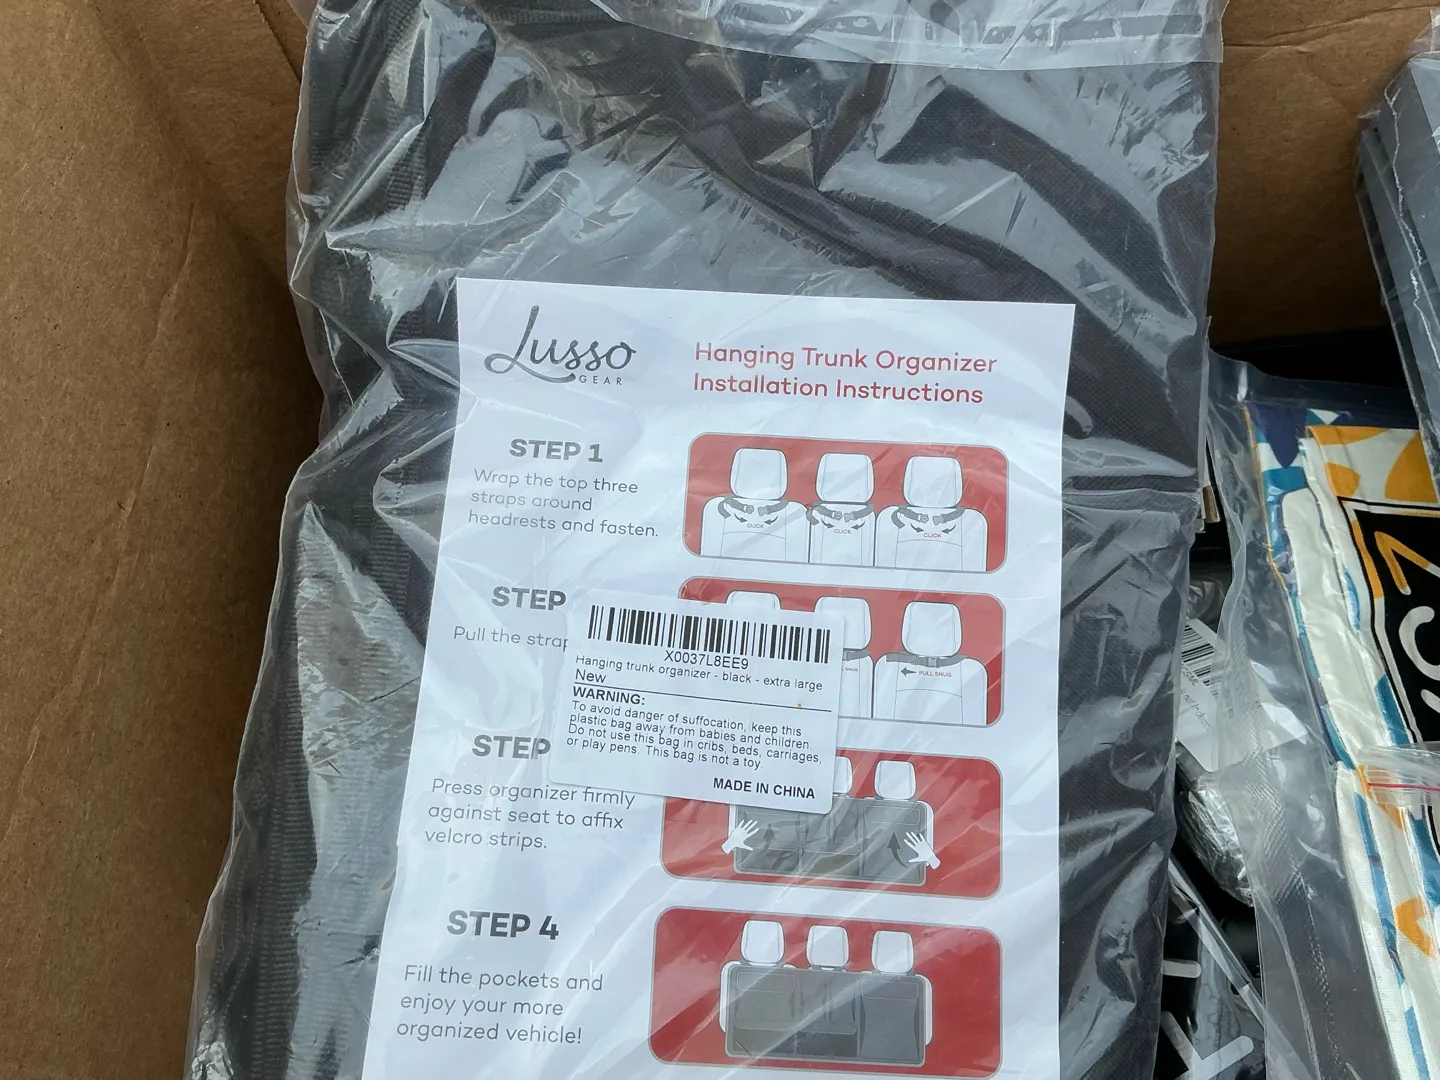 Lusso
GEAR
Hanging Trunk Organizer
Installation Instructions
STEP 1
Wrap the top three
straps around
headrests and fasten.
CLICK
CLICK
CLICK
STEP
Pull the strap
SNUG
PULL SNUG
X0037L8EE9
Hanging trunk organizer - black - extra large
New
WARNING:
To avoid danger of suffocation, keep this
plastic bag away from babies and children.
Do not use this bag in cribs, beds, carriages,
or play pens. This bag is not a toy.
MADE IN CHINA
STEP
Press organizer firmly
against seat to affix
velcro strips.
STEP 4
Fill the pockets and
enjoy your more
organized vehicle!